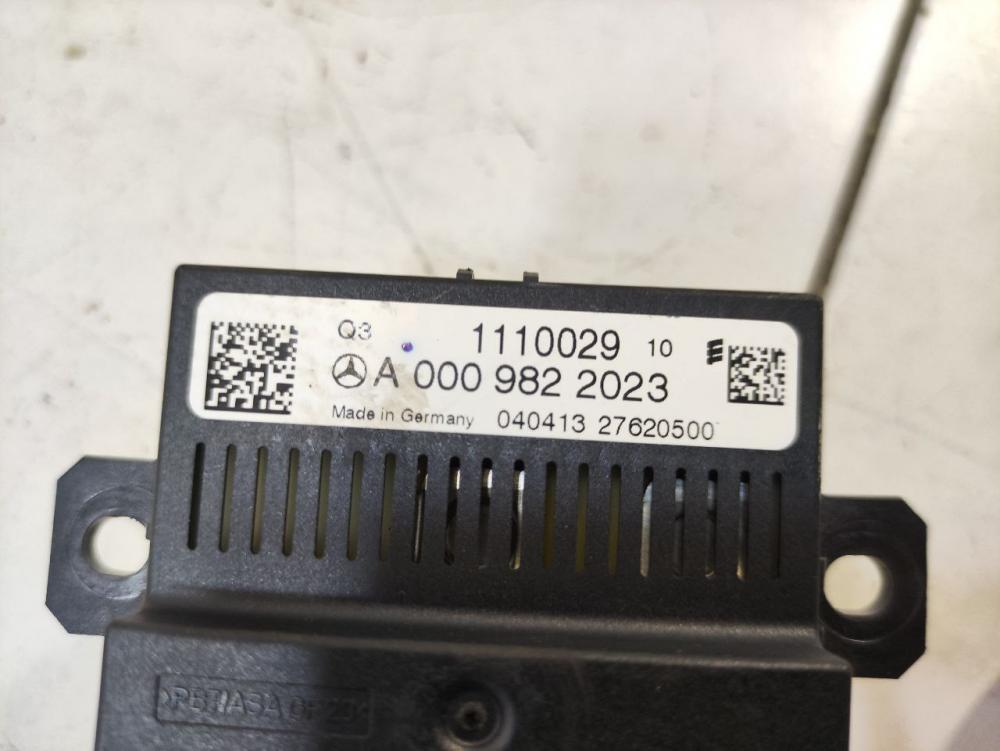 Q3 1110029 10
A 000 982 2023
Made in Germany 040413 27620500